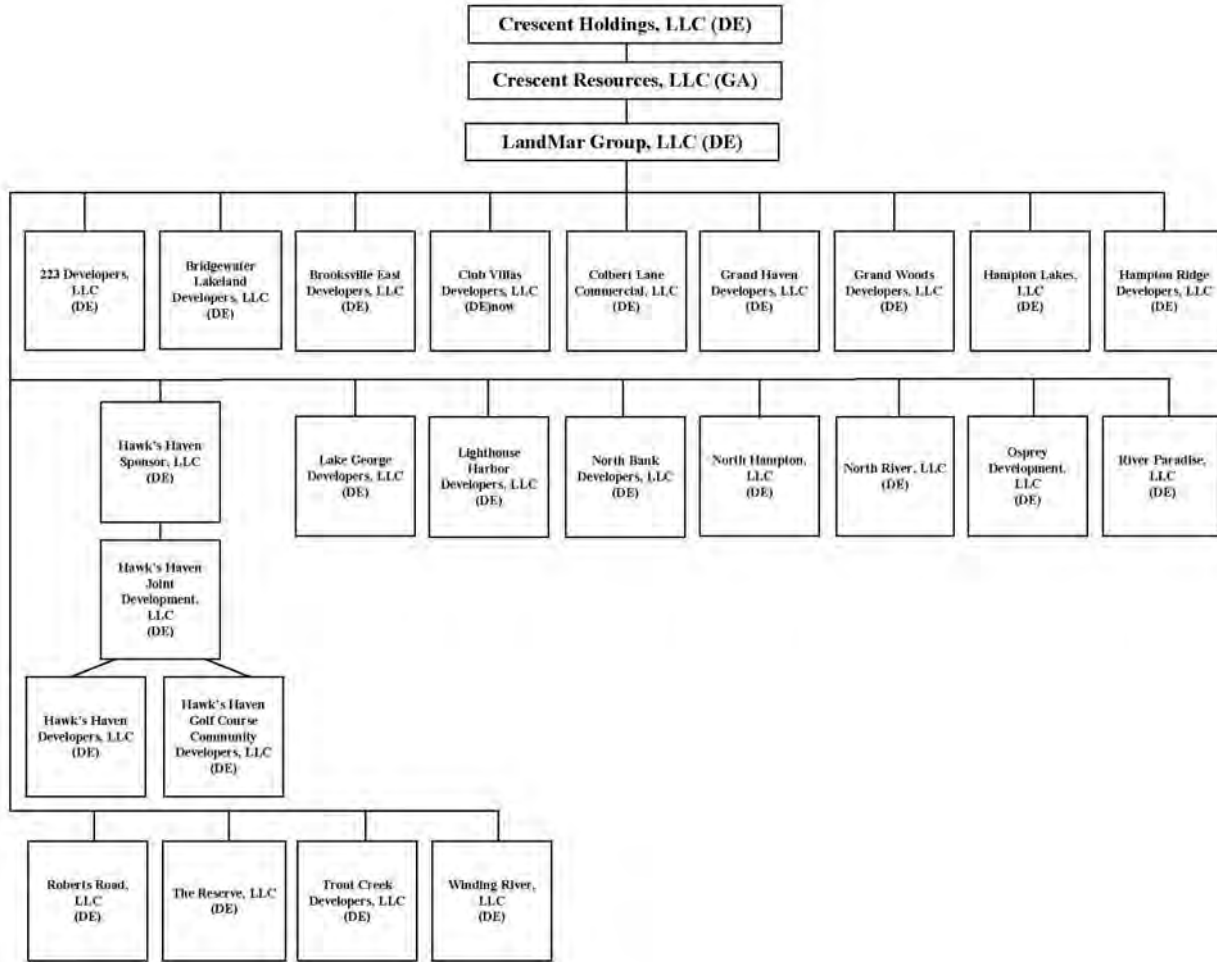 Crescent Holdings, LLC (DE)
Crescent Resources, LLC (GA)
LandMar Group, LLC (DE)
223 Developers,
LLC
(DE)
Bridgewater
Lakeland
Developers, LLC
(DE)
Brooksville East
Developers, LLC
(DE)
Club Villas
Developers, LLC
(DE)now
Colbert Lane
Commercial, LLC
(DE)
Grand Haven
Developers, LLC
(DE)
Grand Woods
Developers, LLC
(DE)
Hampton Lakes,
LLC
(DE)
Hampton Ridge
Developers, LLC
(DE)
Hawk's Haven
Sponsor, LLC
(DE)
Lake George
Developers, LLC
(DE)
Lighthouse
Harbor
Developers, LLC
(DE)
North Bank
Developers, LLC
(DE)
North Hampton,
LLC
(DE)
North River, LLC
(DE)
Osprey
Development,
LLC
(DE)
River Paradise,
LLC
(DE)
Hawk's Haven
Joint
Development,
LLC
(DE)
Hawk's Haven
Developers, LLC
(DE)
Hawk's Haven
Golf Course
Community
Developers, LLC
(DE)
Roberts Road,
LLC
(DE)
The Reserve, LLC
(DE)
Trout Creek
Developers, LLC
(DE)
Winding River,
LLC
(DE)